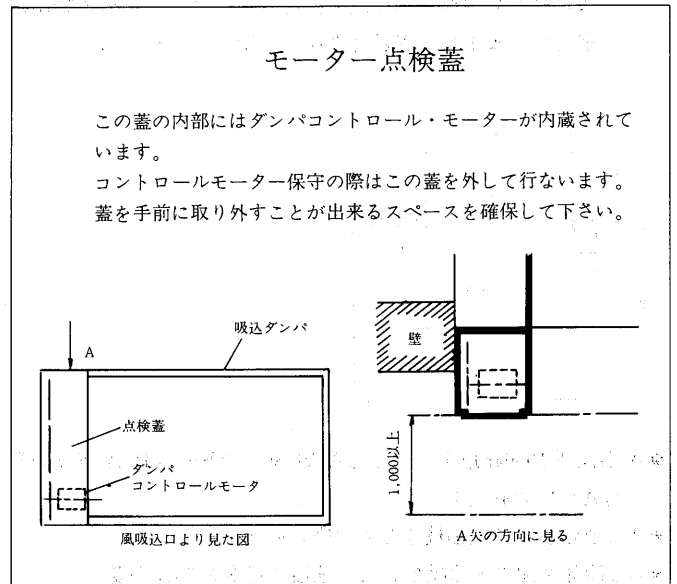 モーター点検蓋
この蓋の内部にはダンパコントロール・モーターが内蔵されて
います。
コントロールモーター保守の際はこの蓋を外して行ないます。
蓋を手前に取り外すことが出来るスペースを確保して下さい。
吸込ダンパ
A
点検蓋
ダンパ
コントロールモータ
風吸込口より見た図
壁
1,000以上
A矢の方向に見る